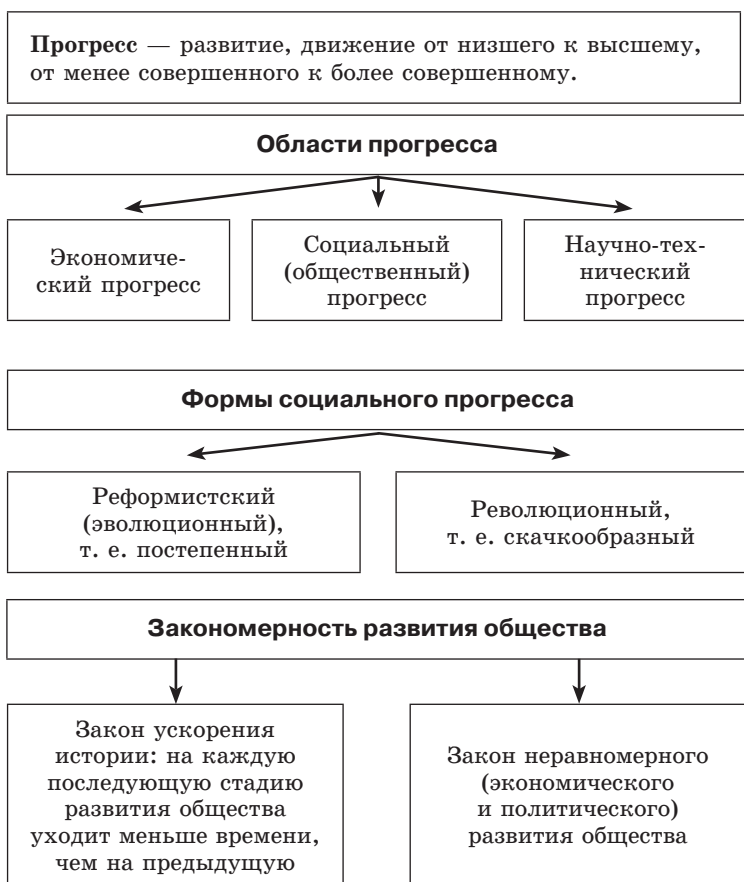 Прогресс — развитие, движение от низшего к высшему,
от менее совершенного к более совершенному.
Области прогресса
Экономиче-
ский прогресс
Социальный
(общественный)
прогресс
Научно-тех-
нический
прогресс
Формы социального прогресса
Реформистский
(эволюционный),
т. е. постепенный
Революционный,
т. е. скачкообразный
Закономерность развития общества
Закон ускорения
истории: на каждую
последующую стадию
развития общества
уходит меньше времени,
чем на предыдущую
Закон неравномерного
(экономического
и политического)
развития общества